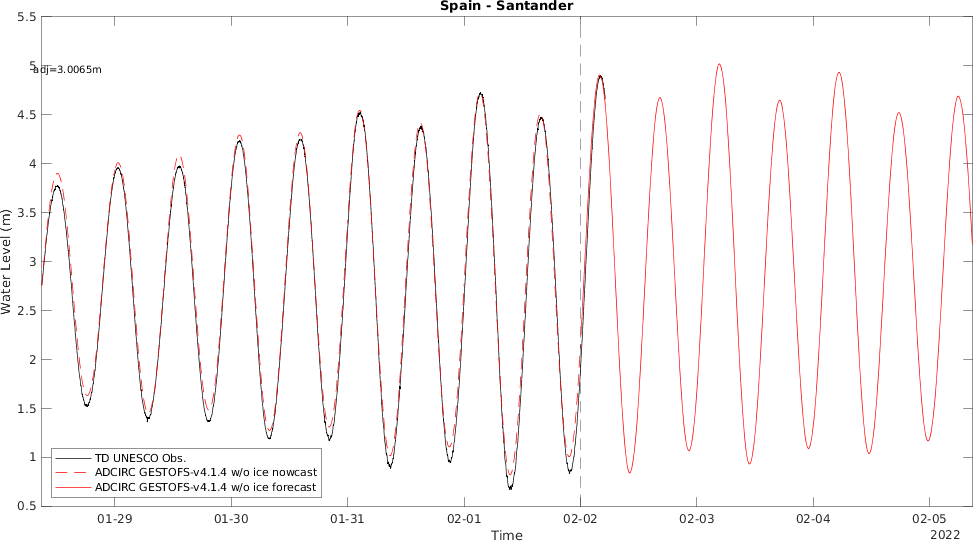 Spain - Santander
5.5
5
adj=3.0065m
4.5
4
3.5
3
2.5
2
1.5
1
0.5
Water Level (m)
TD UNESCO Obs.
ADCIRC GESTOFS-v4.1.4 w/o ice nowcast
ADCIRC GESTOFS-v4.1.4 w/o ice forecast
01-29 01-30 01-31 02-01 02-02 02-03 02-04 02-05
Time
2022